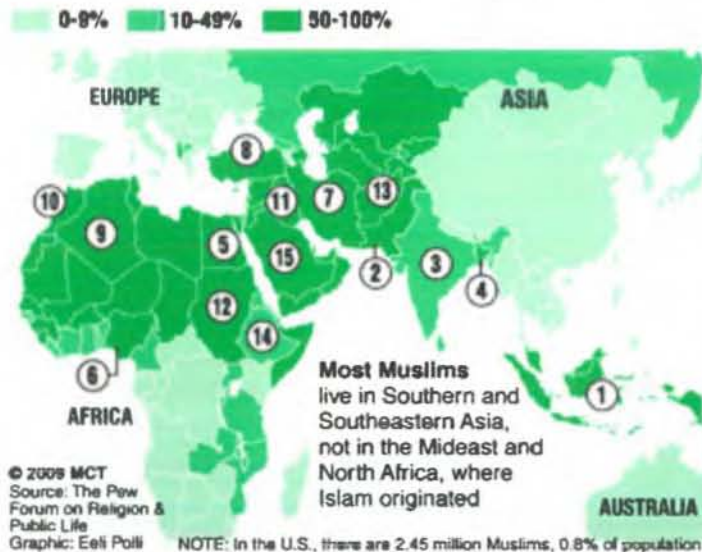 0-9% 10-49% 50-100%
EUROPE ASIA
8
10 11 7 13
9 5 15 2 3 4
12
14
6
1
AFRICA
Most Muslims
live in Southern and
Southeastern Asia,
not in the Mideast and
North Africa, where
Islam originated
© 2009 MCT
Source: The Pew
Forum on Religion &
Public Life
Graphic: Eeli Polli
AUSTRALIA
NOTE: In the U.S., there are 2.45 million Muslims, 0.8% of population